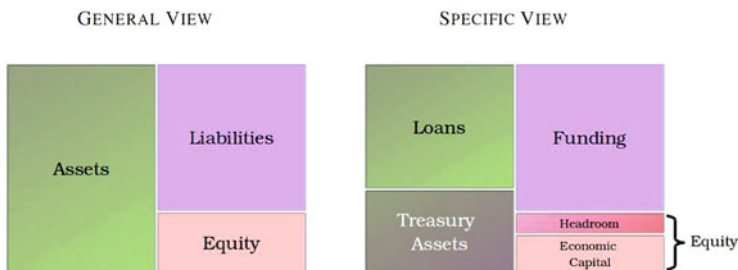 GENERAL VIEW
Assets
Liabilities
Equity
SPECIFIC VIEW
Loans
Treasury
Assets
Funding
Headroom
Economic
Capital
Equity